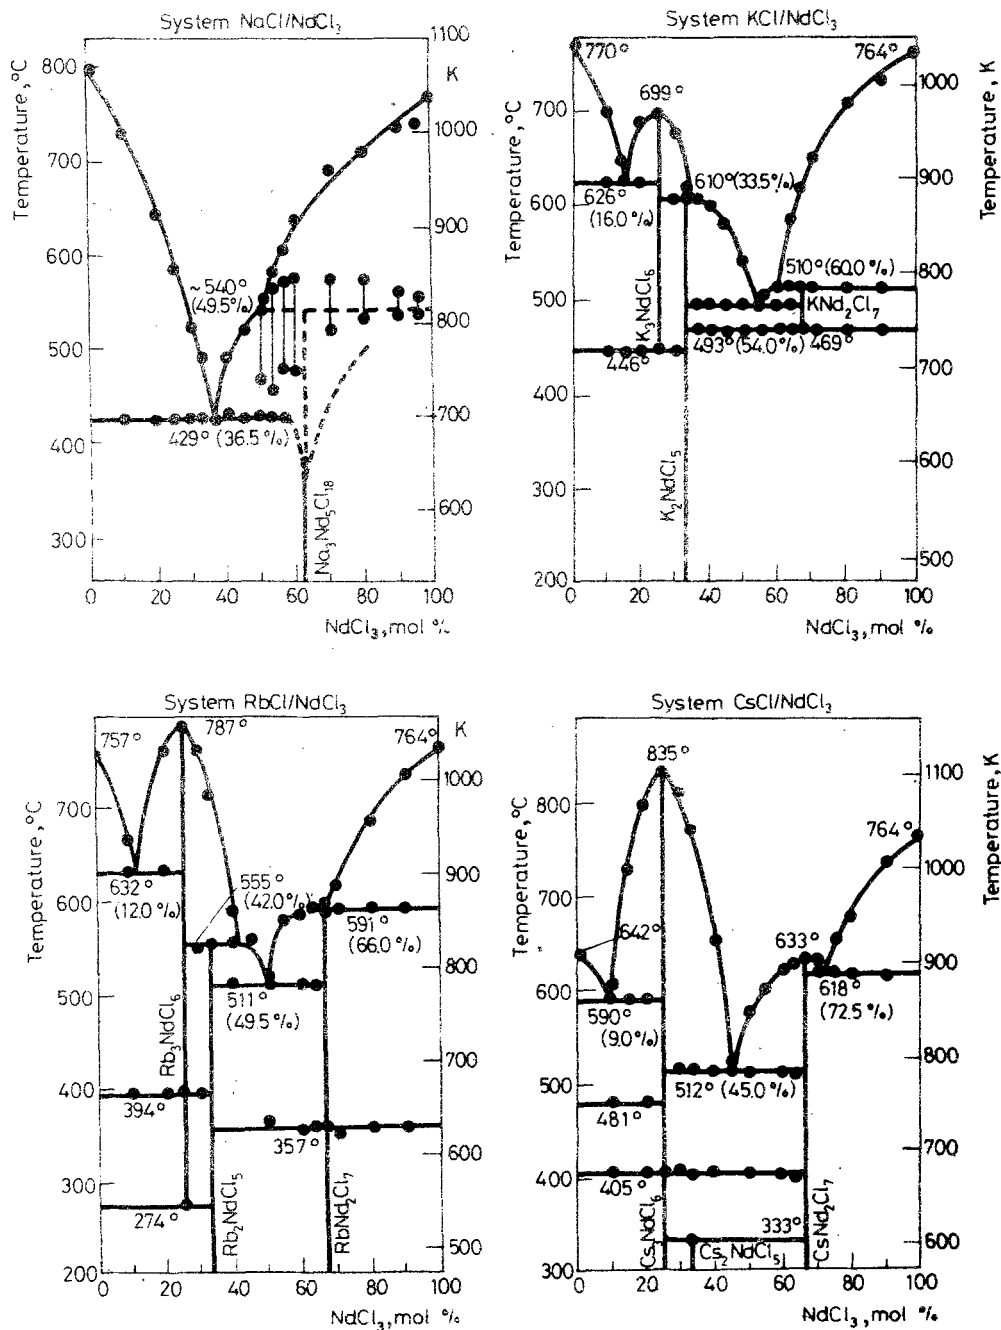 System NaCl/NdCl3
Temperature, °C
800
700
600
500
400
300
1100
K
1000
900
800
700
600
~540°
(49.5%)
429° (36.5%)
Na3Nd5Cl18
0 20 40 60 80 100
NdCl3, mol %
System KCl/NdCl3
Temperature, °C
700
600
500
400
300
200
Temperature, K
1000
900
800
700
600
500
770°
699°
764°
626°
(16.0%)
610° (33.5%)
510° (60.0%)
KNd2Cl7
493° (54.0%) 469°
446°
K3NdCl6
K2NdCl5
0 20 40 60 80 100
NdCl3, mol %
System RbCl/NdCl3
Temperature, °C
700
600
500
400
300
200
K
1000
900
800
700
600
500
757°
787°
764°
632°
(12.0%)
555°
(42.0%)
591°
(66.0%)
511°
(49.5%)
394°
357°
274°
Rb3NdCl6
Rb2NdCl5
RbNd2Cl7
0 20 40 60 80 100
NdCl3, mol %
System CsCl/NdCl3
Temperature, °C
800
700
600
500
400
300
Temperature, K
1100
1000
900
800
700
600
835°
764°
642°
633°
590°
(9.0%)
618°
(72.5%)
512° (45.0%)
481°
405°
333°
Cs3NdCl6
Cs2NdCl5
CsNd2Cl7
0 20 40 60 80 100
NdCl3, mol %